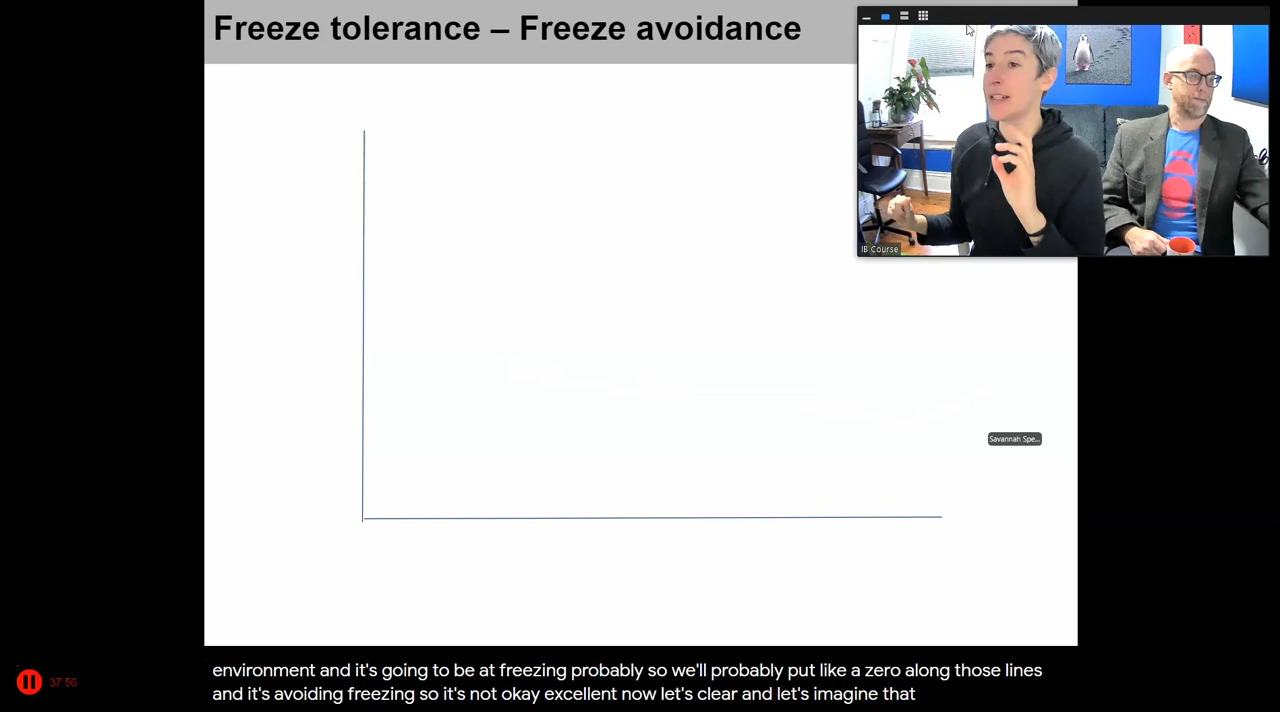 Freeze tolerance – Freeze avoidance
IB Course
Savannah Spe...
environment and it's going to be at freezing probably so we'll probably put like a zero along those lines
and it's avoiding freezing so it's not okay excellent now let's clear and let's imagine that
37:56